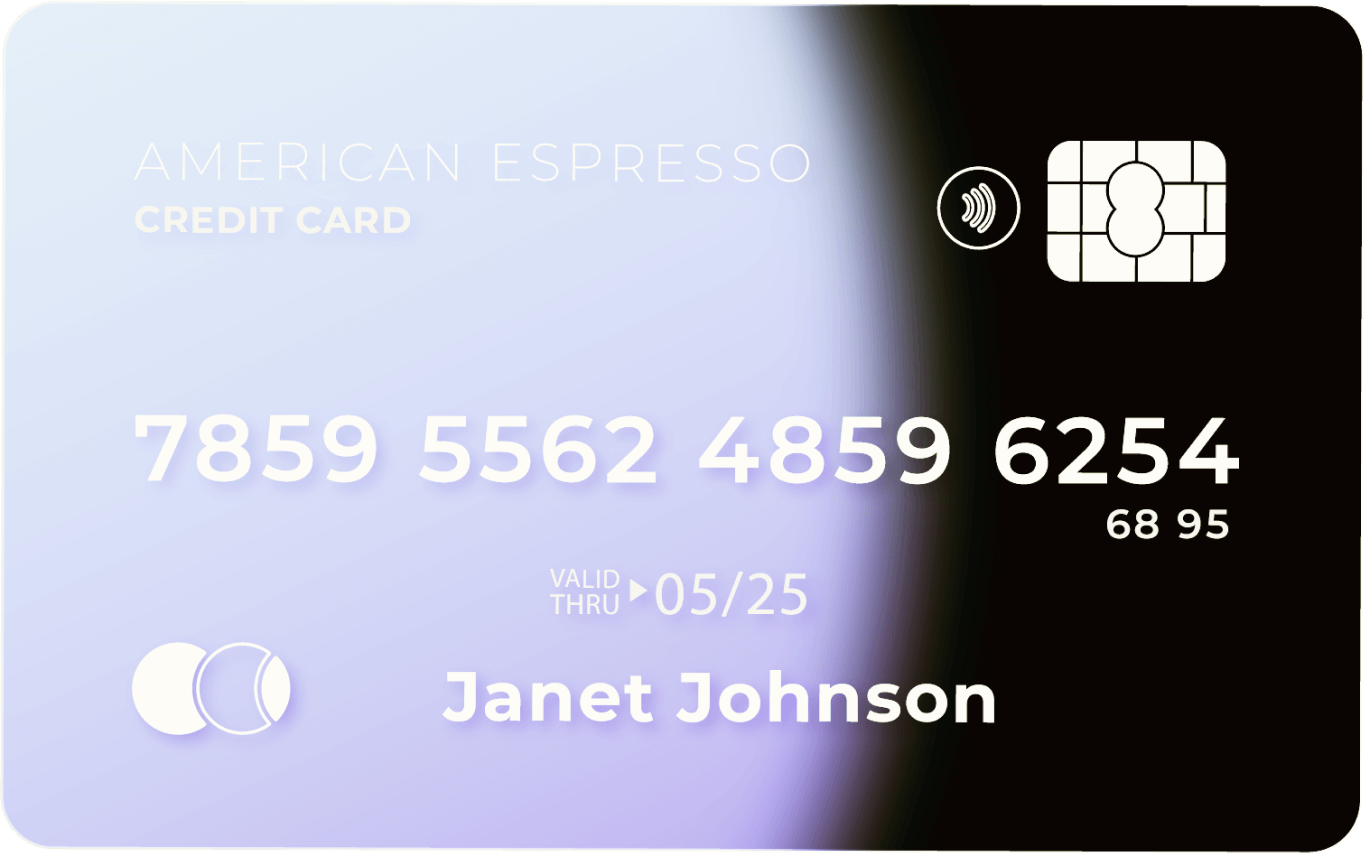 AMERICAN ESPRESSO
CREDIT CARD
7859 5562 4859 6254
68 95
VALID
THRU
05/25
Janet Johnson